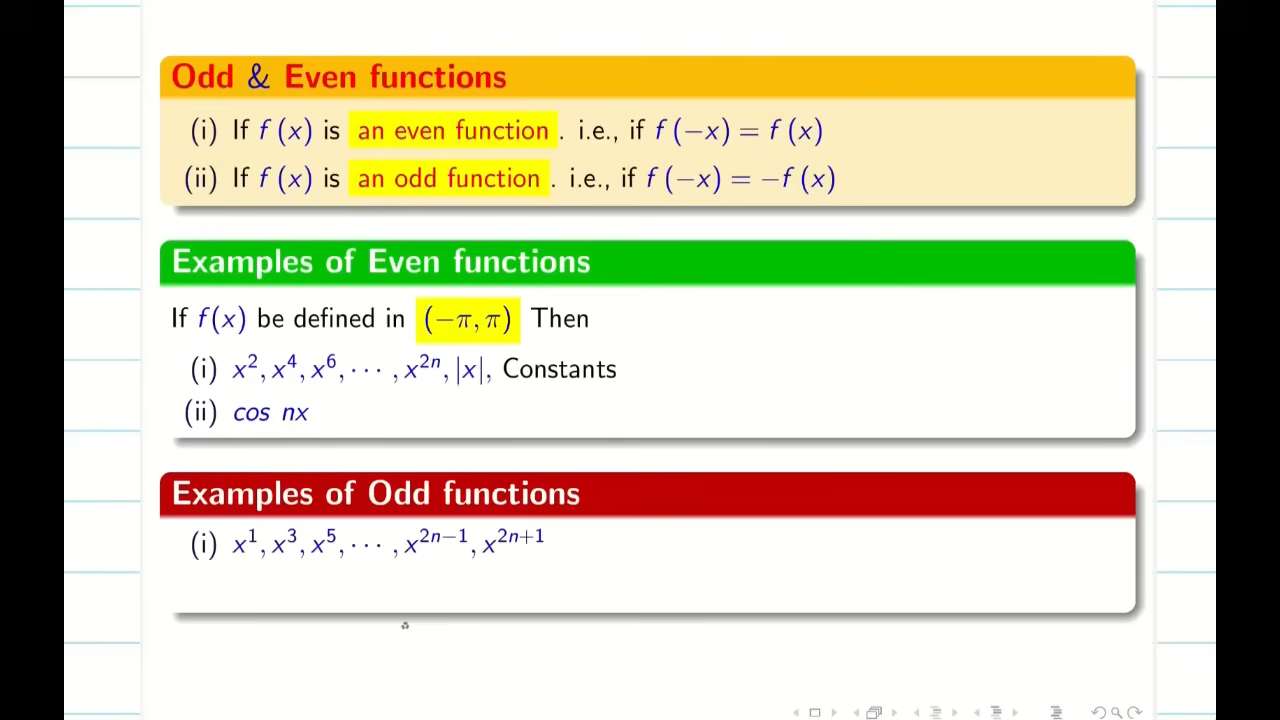 Odd & Even functions
(i) If f (x) is an even function . i.e., if f (−x) = f (x)
(ii) If f (x) is an odd function . i.e., if f (−x) = −f (x)
Examples of Even functions
If f(x) be defined in (−π, π) Then
(i) x², x⁴, x⁶, ··· , x²ⁿ, |x|, Constants
(ii) cos nx
Examples of Odd functions
(i) x¹, x³, x⁵, ··· , x²ⁿ⁻¹, x²ⁿ⁺¹